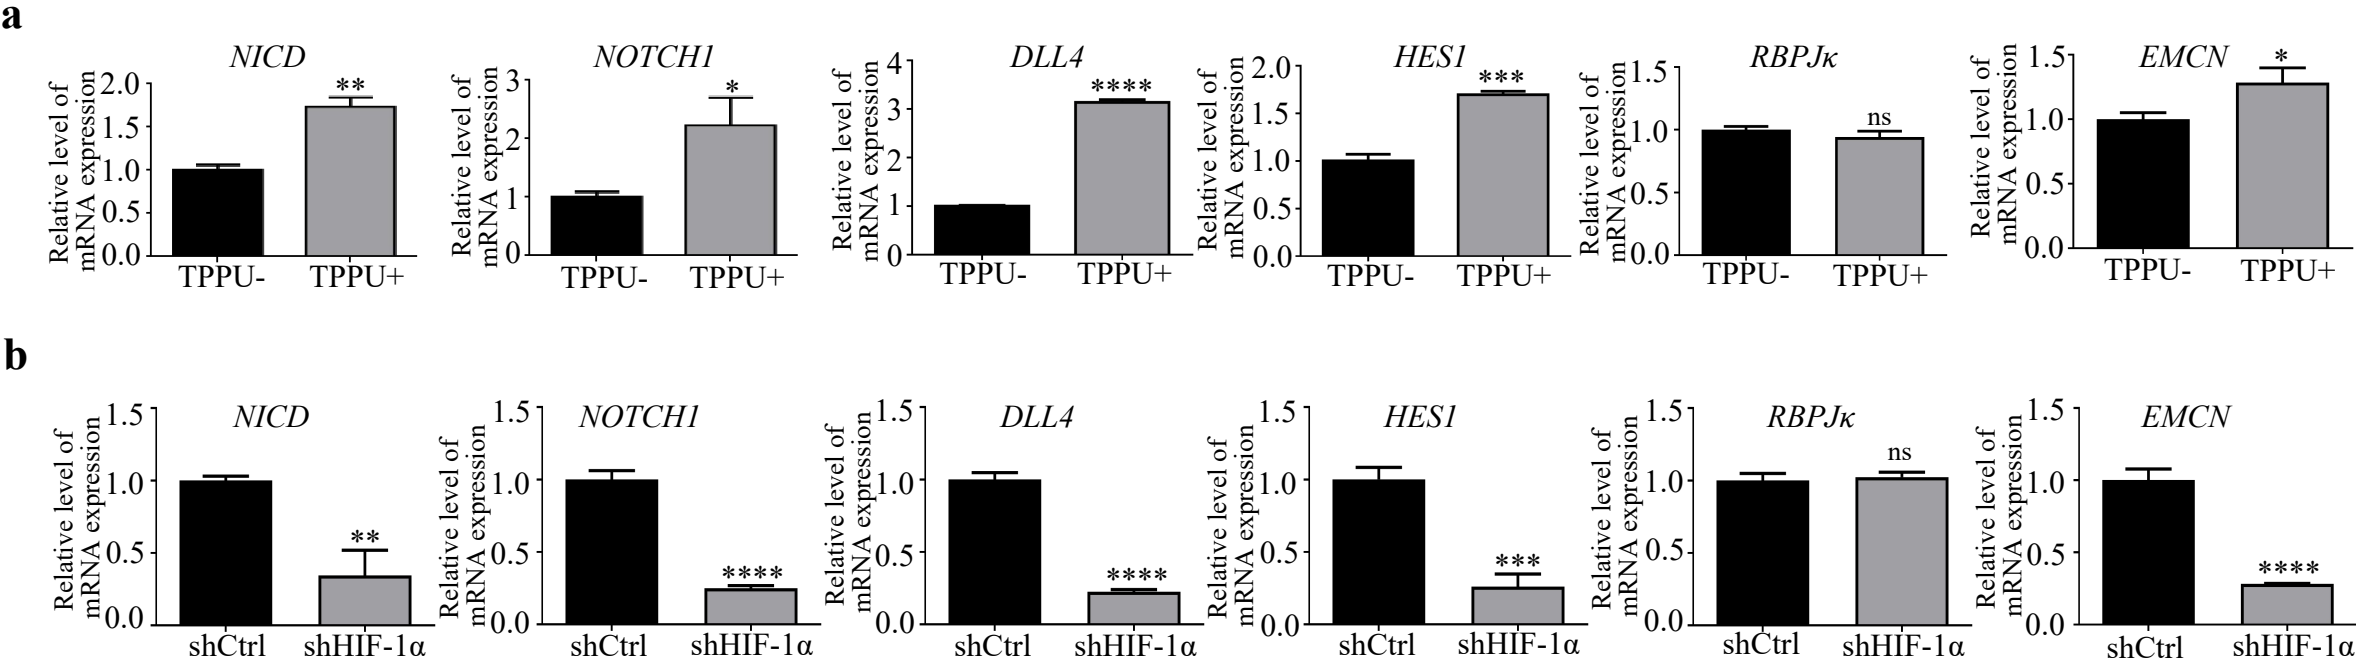 a
NICD
Relative level of
mRNA expression
2.0
**
1.5
1.0
0.5
0.0
TPPU- TPPU+
NOTCH1
Relative level of
mRNA expression
3
*
2
1
0
TPPU- TPPU+
DLL4
Relative level of
mRNA expression
4
****
3
2
1
0
TPPU- TPPU+
HES1
Relative level of
mRNA expression
2.0
***
1.5
1.0
0.5
0.0
TPPU- TPPU+
RBPJκ
Relative level of
mRNA expression
1.5
ns
1.0
0.5
0.0
TPPU- TPPU+
EMCN
Relative level of
mRNA expression
1.5
*
1.0
0.5
0.0
TPPU- TPPU+
b
NICD
Relative level of
mRNA expression
1.5
1.0
0.5
**
0.0
shCtrl shHIF-1α
NOTCH1
Relative level of
mRNA expression
1.5
1.0
0.5
****
0.0
shCtrl shHIF-1α
DLL4
Relative level of
mRNA expression
1.5
1.0
0.5
****
0.0
shCtrl shHIF-1α
HES1
Relative level of
mRNA expression
1.5
1.0
0.5
***
0.0
shCtrl shHIF-1α
RBPJκ
Relative level of
mRNA expression
1.5
ns
1.0
0.5
0.0
shCtrl shHIF-1α
EMCN
Relative level of
mRNA expression
1.5
1.0
0.5
****
0.0
shCtrl shHIF-1α